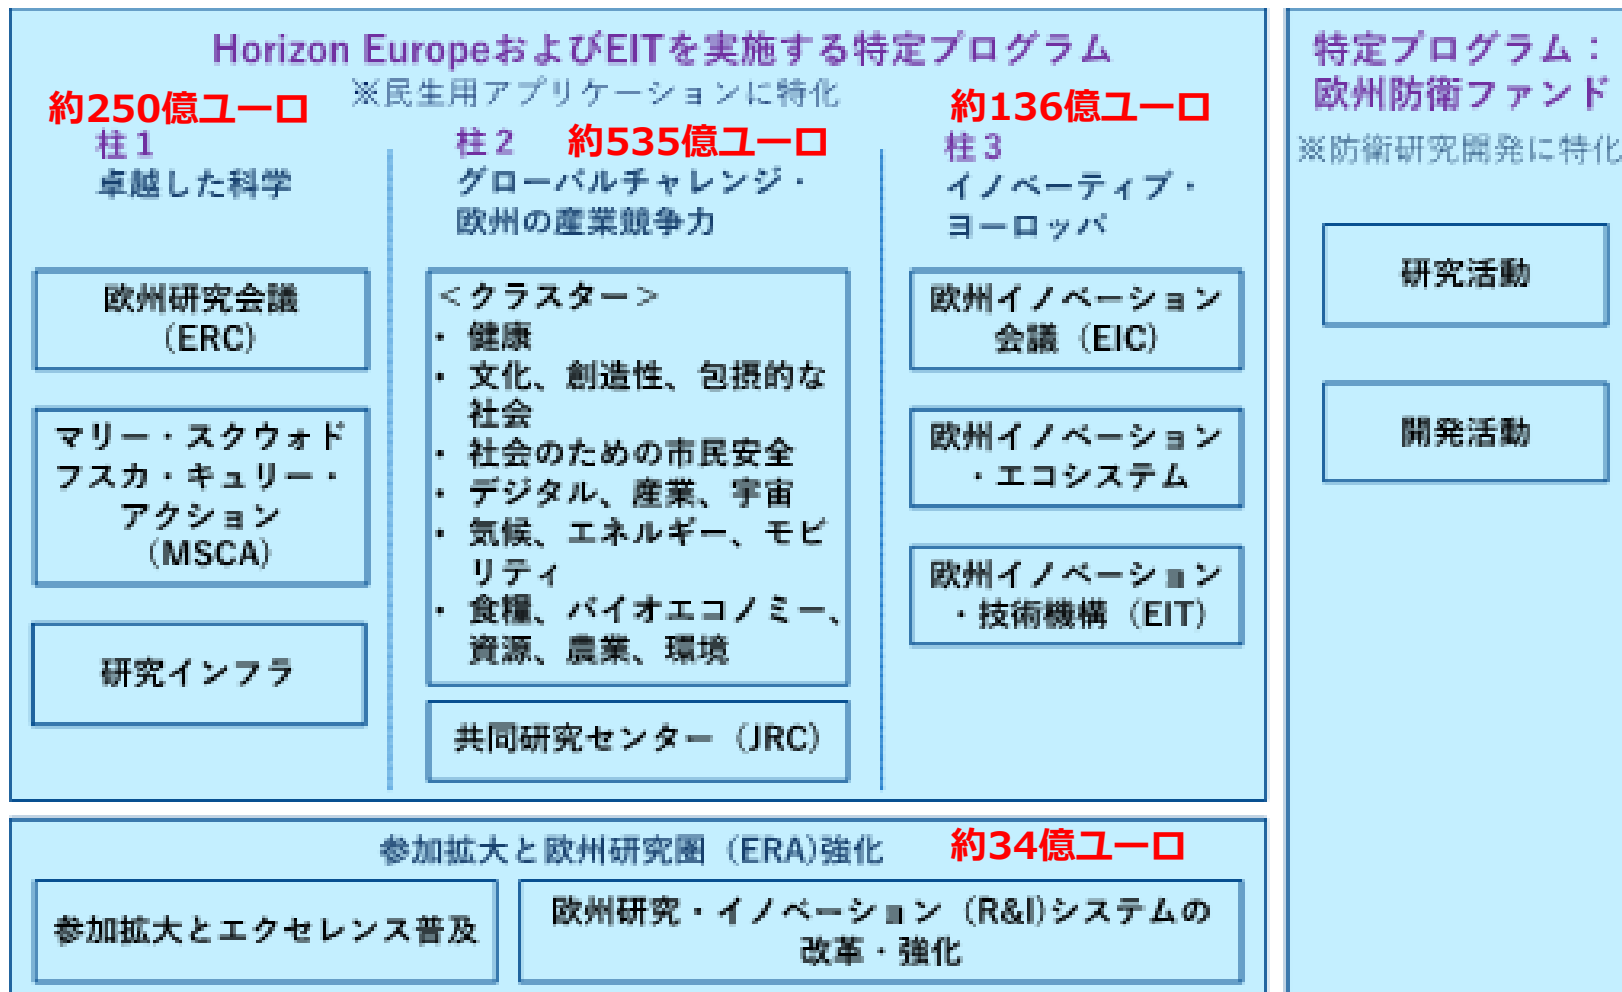 Horizon EuropeおよびEITを実施する特定プログラム
※民生用アプリケーションに特化
約250億ユーロ
柱１
卓越した科学
欧州研究会議
(ERC)
マリー・スクウォド
フスカ・キュリー・
アクション
(MSCA)
研究インフラ
柱２
約535億ユーロ
グローバルチャレンジ・
欧州の産業競争力
＜クラスター＞
・ 健康
・ 文化、創造性、包摂的な
社会
・ 社会のための市民安全
・ デジタル、産業、宇宙
・ 気候、エネルギー、モビ
リティ
・ 食糧、バイオエコノミー、
資源、農業、環境
共同研究センター（JRC）
約136億ユーロ
柱３
イノベーティブ・
ヨーロッパ
欧州イノベーション
会議（EIC）
欧州イノベーション
・エコシステム
欧州イノベーション
・技術機構（EIT）
参加拡大と欧州研究圏（ERA)強化
約34億ユーロ
参加拡大とエクセレンス普及
欧州研究・イノベーション（R&I)システムの
改革・強化
特定プログラム：
欧州防衛ファンド
※防衛研究開発に特化
研究活動
開発活動